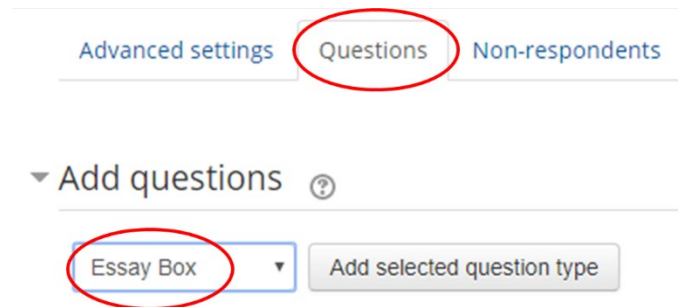 Advanced settings Questions Non-respondents
Add questions ?
Essay Box Add selected question type